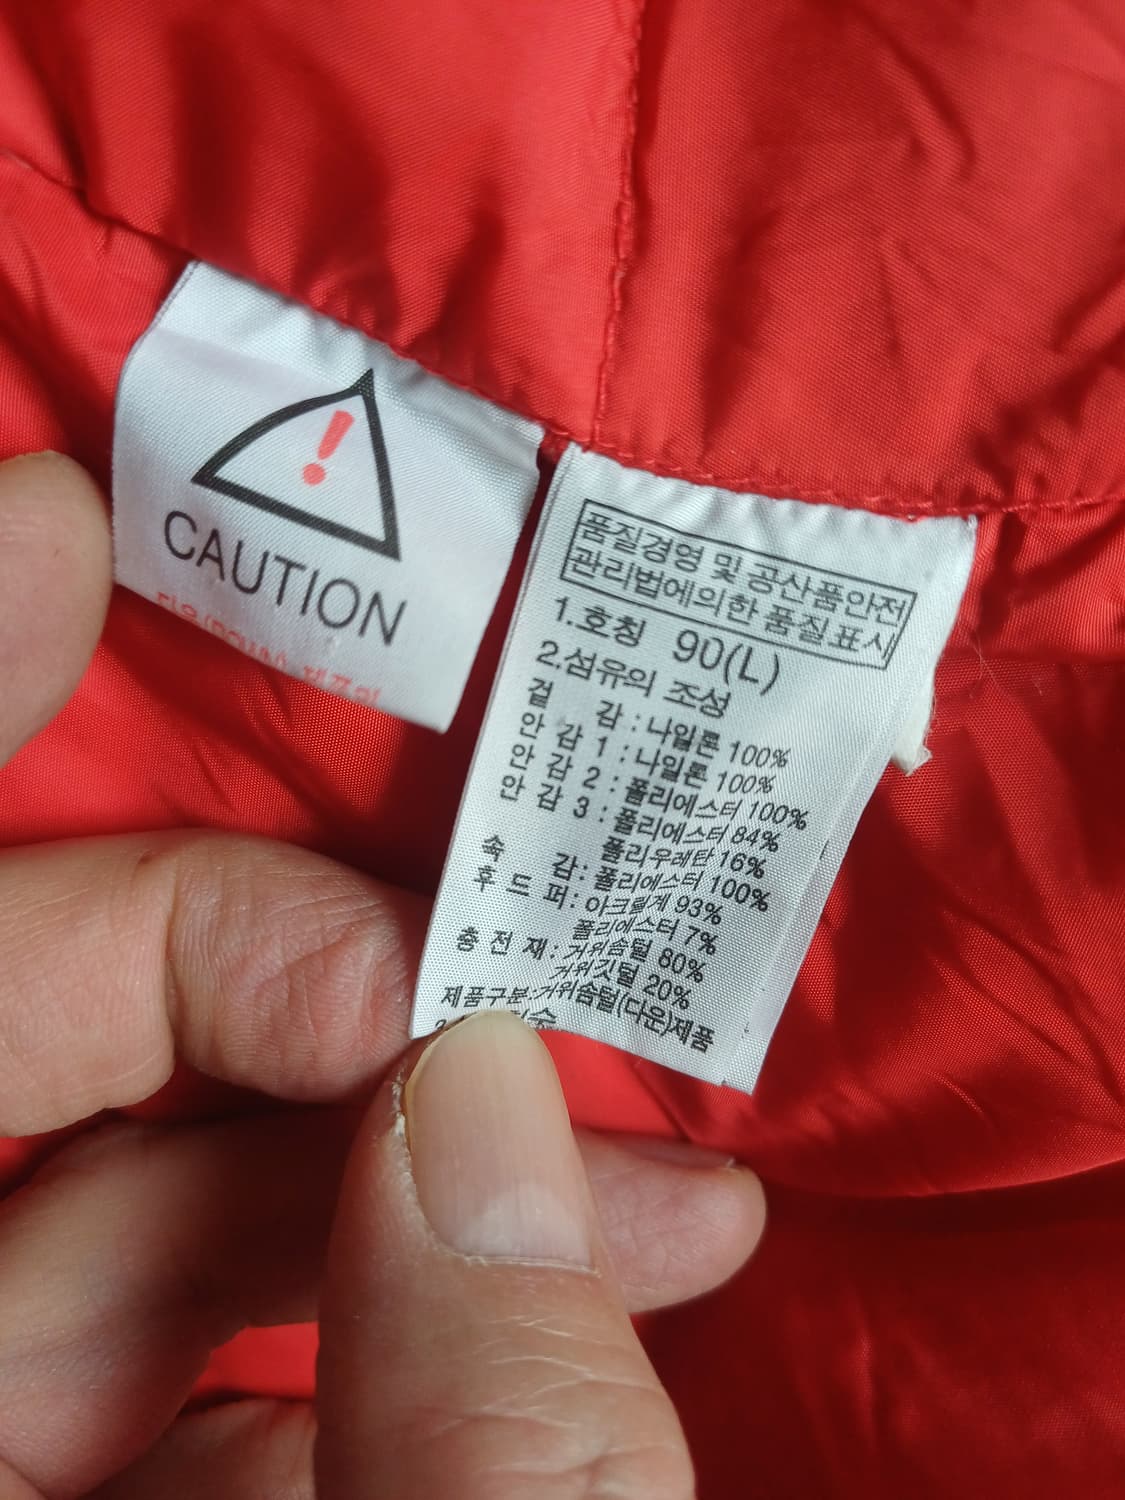 !
CAUTION
품질경영 및 공산품안전
관리법에의한 품질표시
1.호칭 90(L)
2.섬유의 조성
겉 감 : 나일론 100%
안 감 1 : 나일론 100%
안 감 2 : 폴리에스터 100%
안 감 3 : 폴리에스터 84%
폴리우레탄 16%
속 감 : 폴리에스터 100%
후 드 퍼 : 아크릴계 93%
폴리에스터 7%
충 전 재 : 거위솜털 80%
거위깃털 20%
제품구분:거위솜털(다운)제품